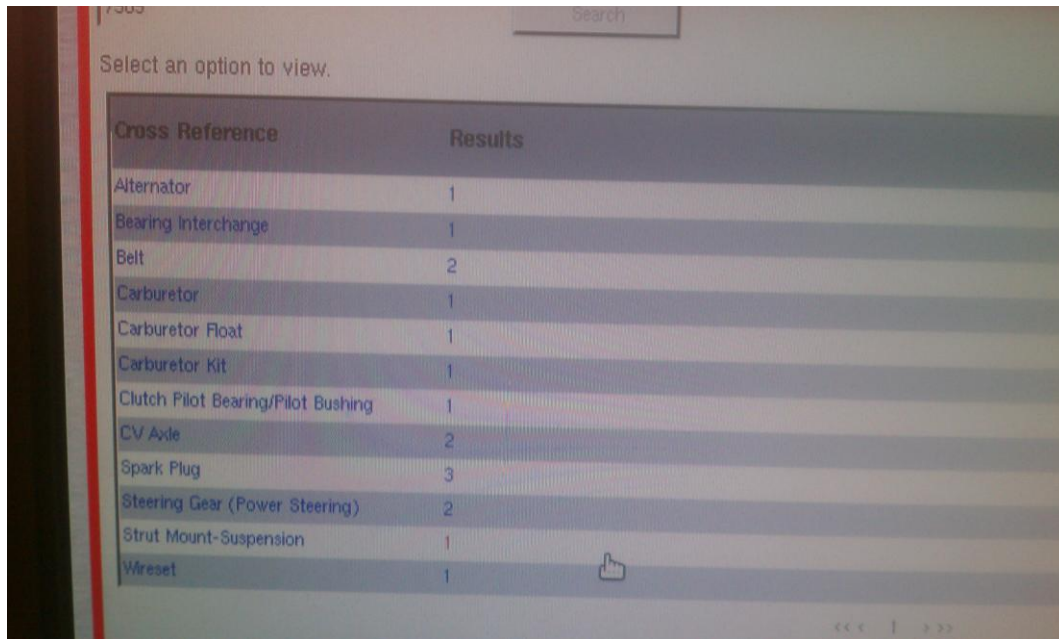 7505
Search
Select an option to view.
Cross Reference Results
Alternator 1
Bearing Interchange 1
Belt 2
Carburetor 1
Carburetor Float 1
Carburetor Kit 1
Clutch Pilot Bearing/Pilot Bushing 1
CV Axle 2
Spark Plug 3
Steering Gear (Power Steering) 2
Strut Mount-Suspension 1
Wireset 1
<< < 1 > >>